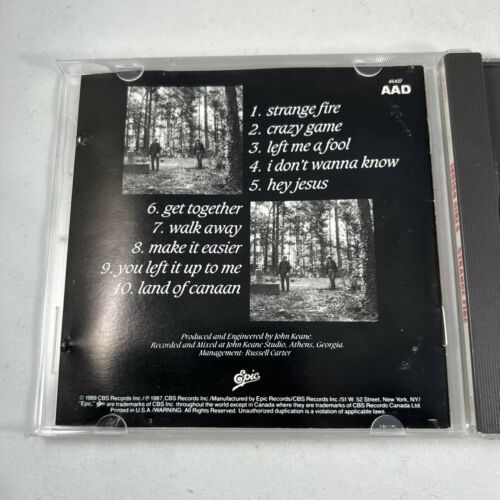 45427
AAD
1. strange fire
2. crazy game
3. left me a fool
4. i don't wanna know
5. hey jesus
6. get together
7. walk away
8. make it easier
9. you left it up to me
10. land of canaan
Produced and Engineered by John Keane.
Recorded and Mixed at John Keane Studio, Athens, Georgia.
Management: Russell Carter
Epic
© 1989 CBS Records Inc./℗ 1987, CBS Records Inc./Manufactured by Epic Records/CBS Records Inc./51 W. 52 Street, New York, NY/
"Epic," Epic are trademarks of CBS Inc. throughout the world except in Canada where they are trademarks of CBS Records Canada Ltd.
Printed in U.S.A./WARNING: All Rights Reserved. Unauthorized duplication is a violation of applicable laws.